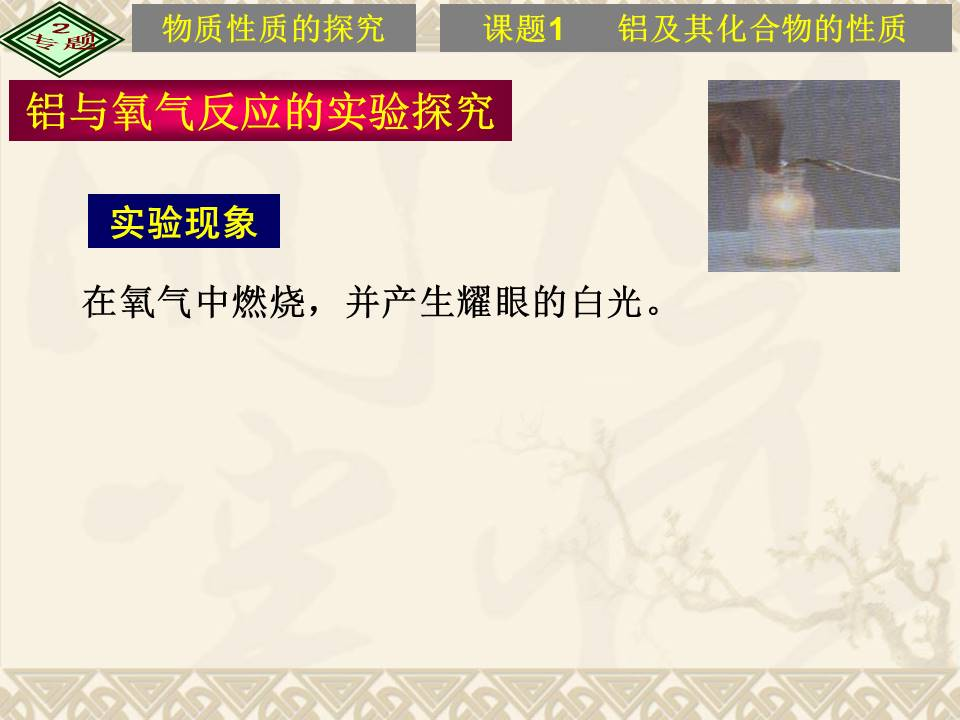 2
专题
物质性质的探究
课题1 铝及其化合物的性质
铝与氧气反应的实验探究
实验现象
在氧气中燃烧，并产生耀眼的白光。